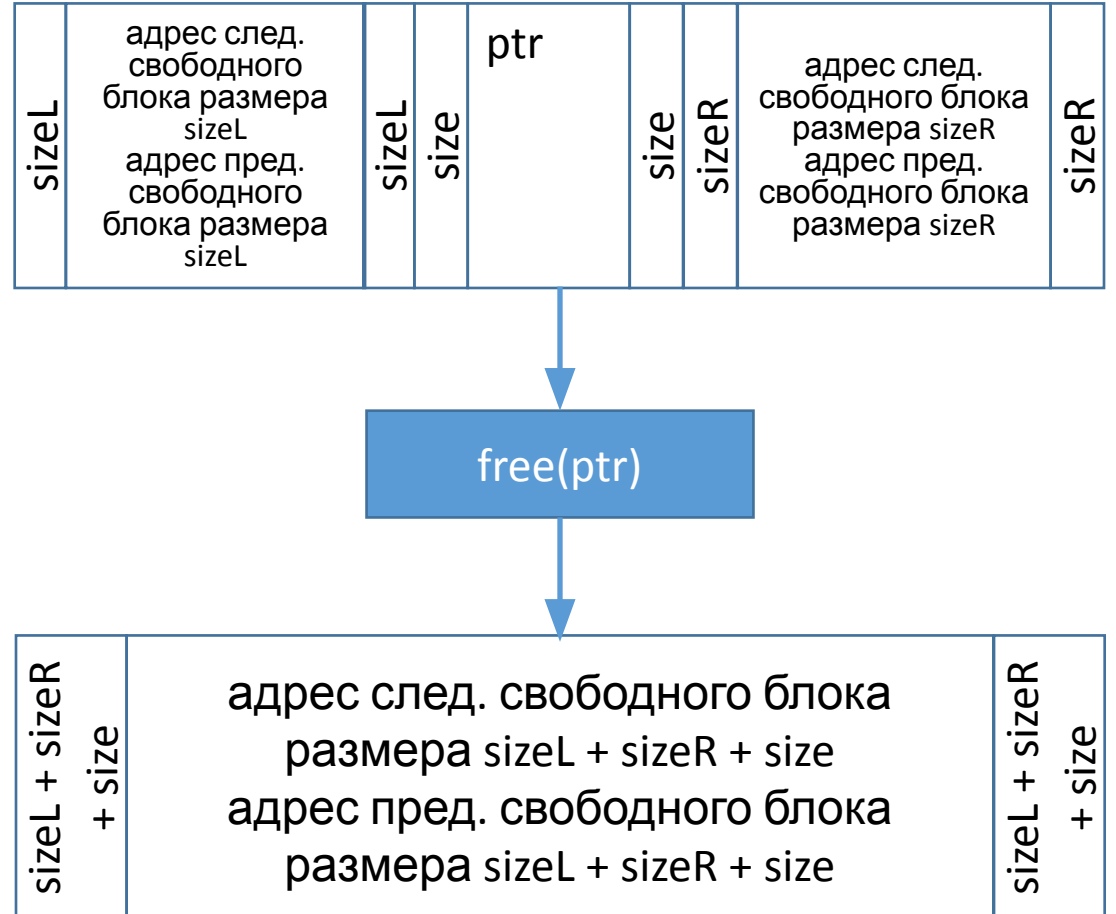 sizeL
адрес след.
свободного
блока размера
sizeL
адрес пред.
свободного
блока размера
sizeL
sizeL
size
ptr
size
sizeR
адрес след.
свободного блока
размера sizeR
адрес пред.
свободного блока
размера sizeR
sizeR
free(ptr)
sizeL + sizeR
+ size
адрес след. свободного блока
размера sizeL + sizeR + size
адрес пред. свободного блока
размера sizeL + sizeR + size
sizeL + sizeR
+ size